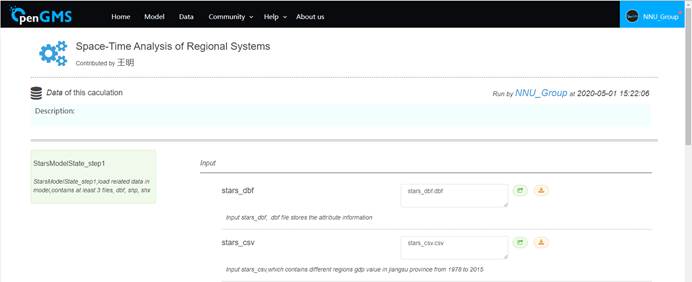 OpenGMS
Home Model Data Community Help About us NNU_Group
Space-Time Analysis of Regional Systems
Contributed by 王明
Data of this caculation
Run by NNU_Group at 2020-05-01 15:22:06
Description:
StarsModelState_step1
StarsModelState_step1,load related data in
model,contains at least 3 files, dbf, shp, shx
Input
stars_dbf
stars_dbf.dbf
Input stars_dbf, dbf file stores the attribute information
stars_csv
stars_csv.csv
Input stars_csv,which contains different regions gdp value in jiangsu province from 1978 to 2015